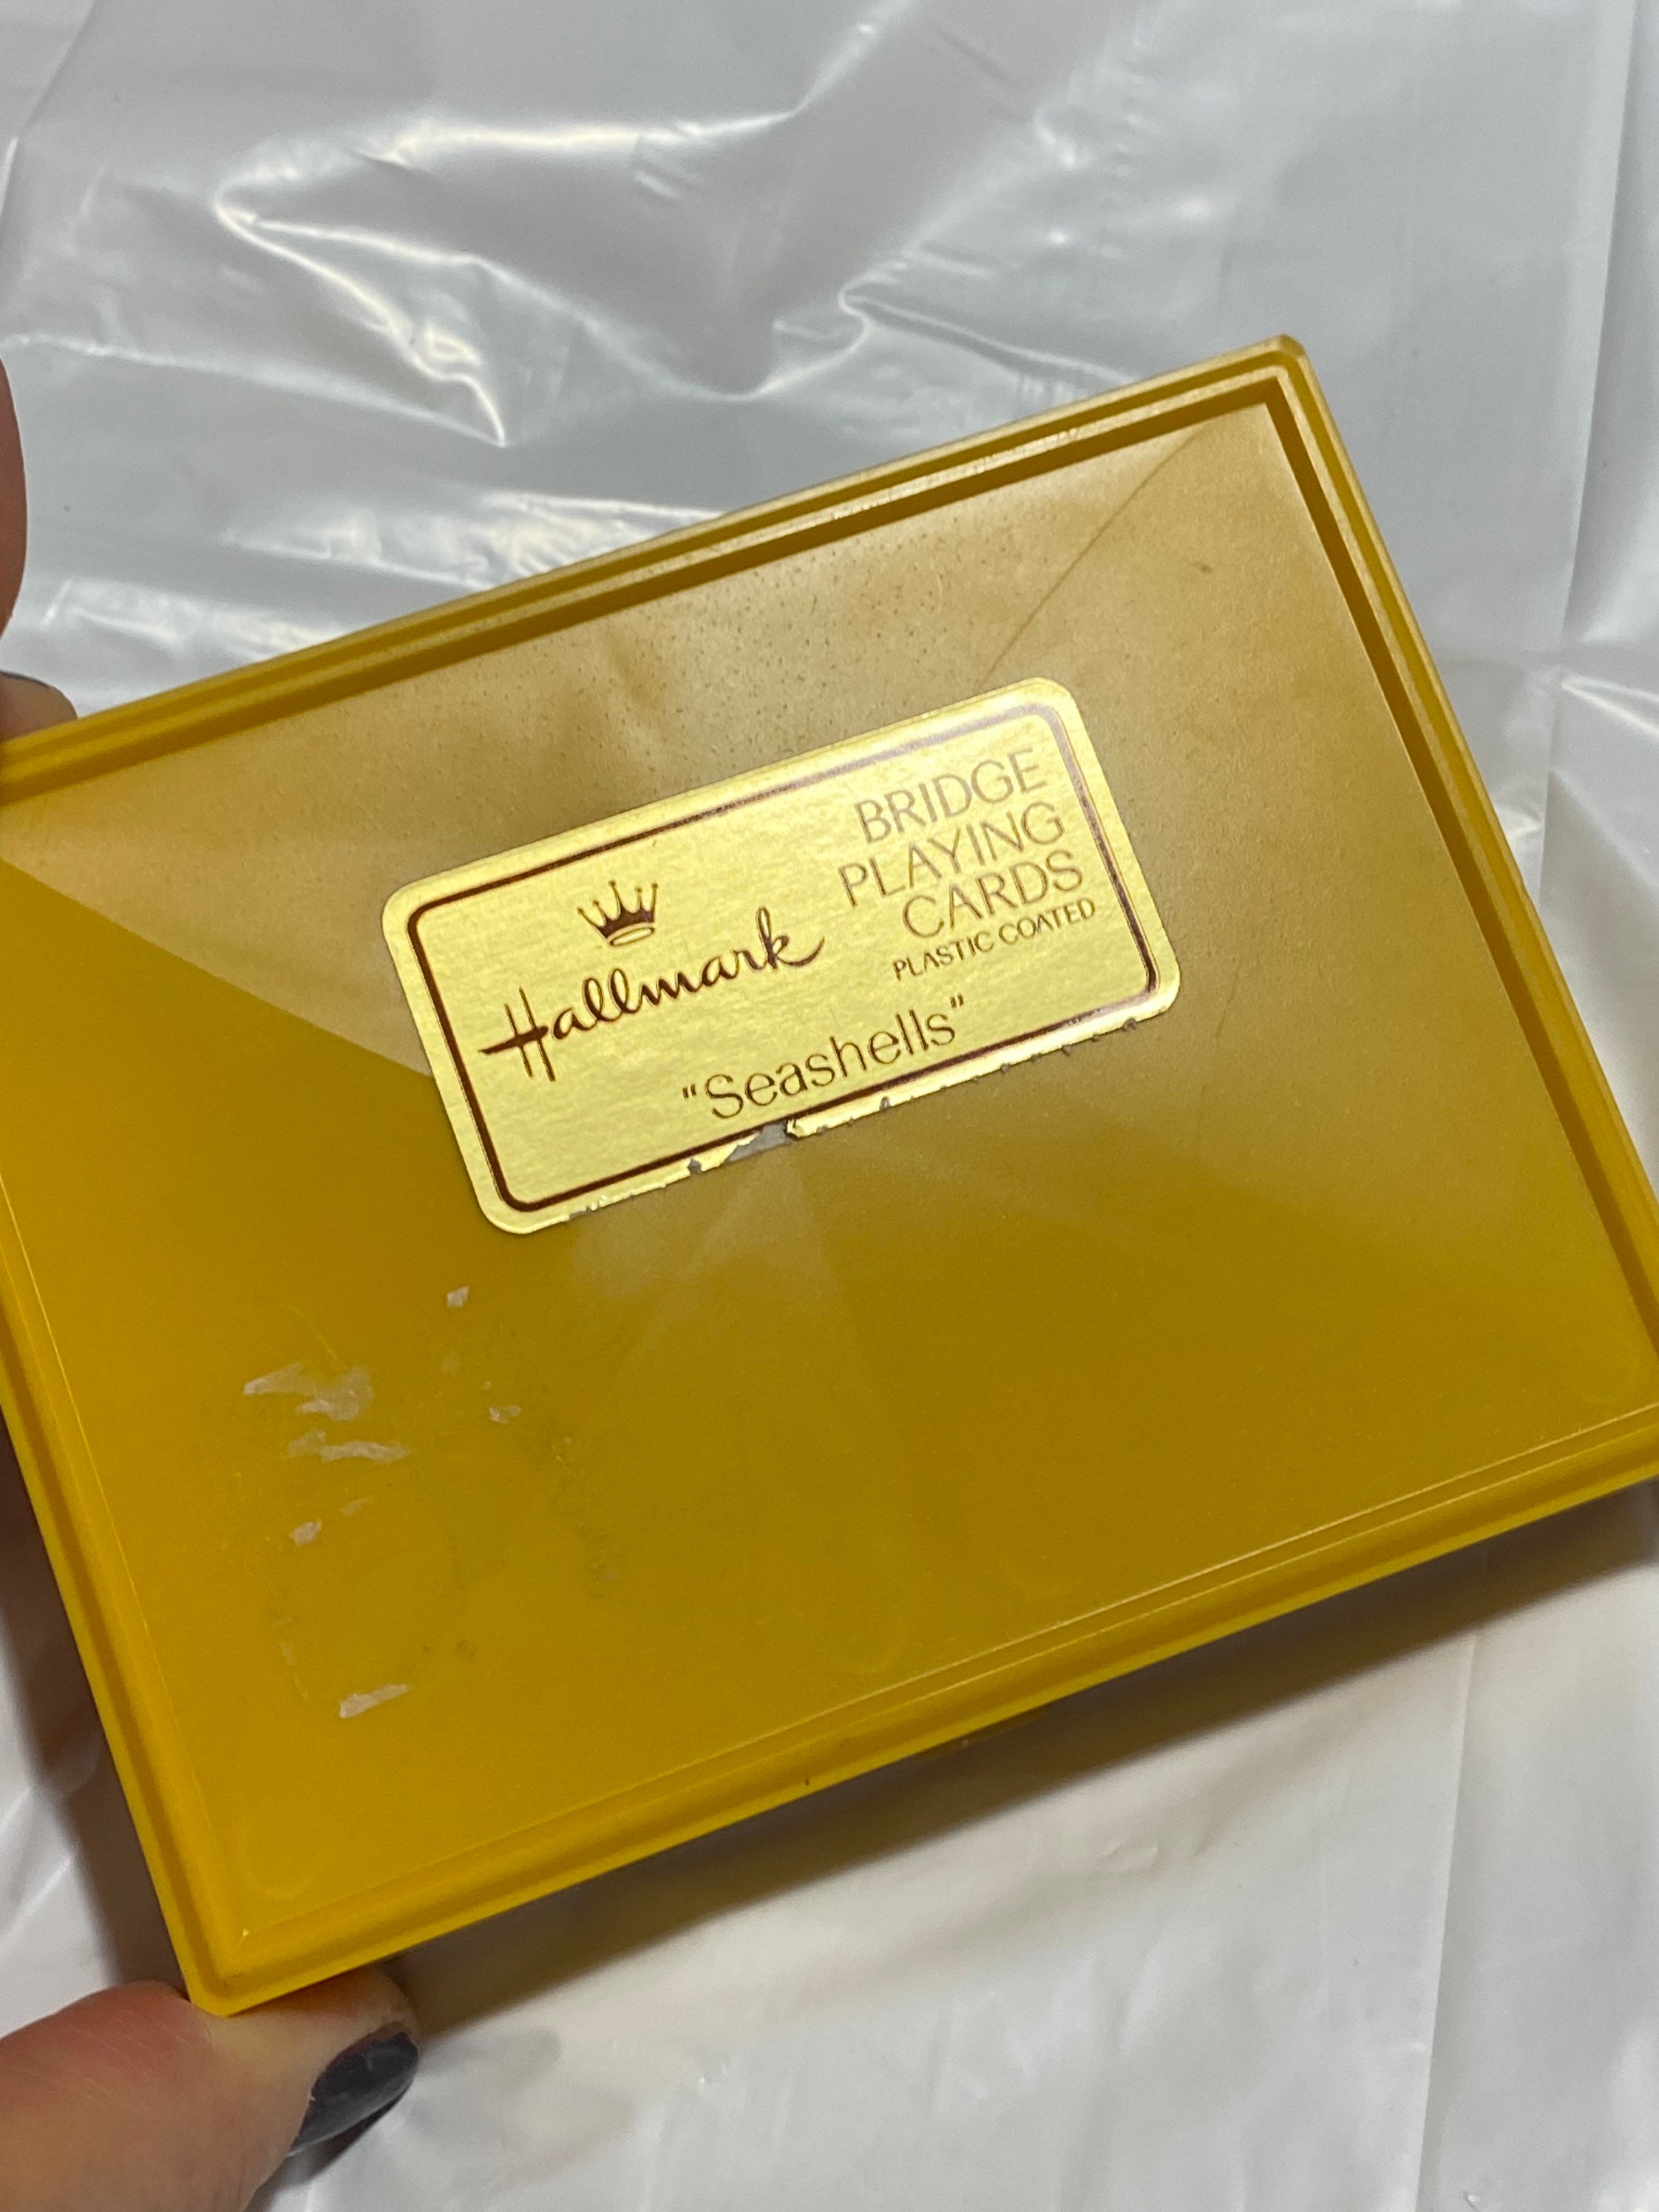 Hallmark
BRIDGE
PLAYING
CARDS
PLASTIC COATED
"Seashells"